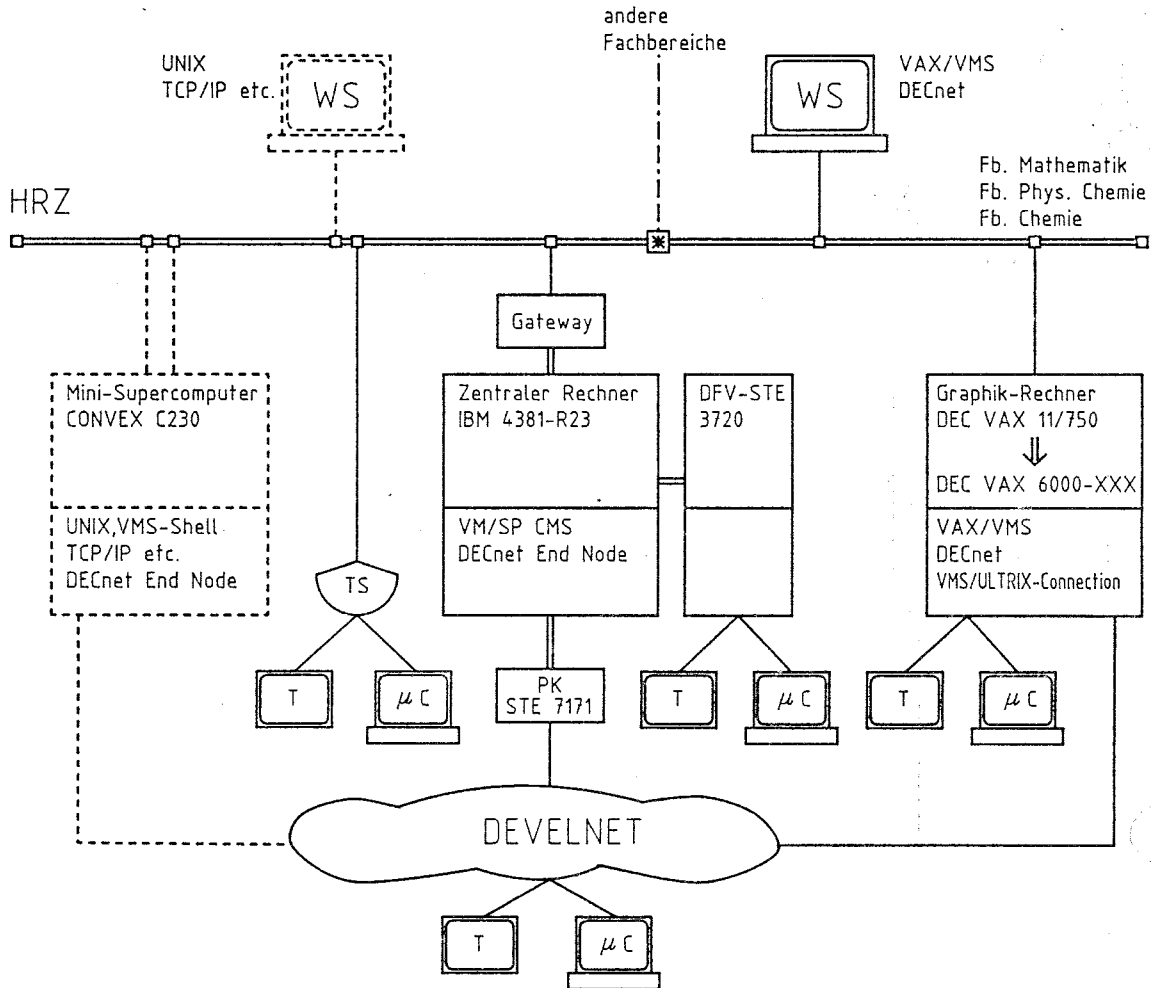 andere
Fachbereiche
UNIX
TCP/IP etc.
WS
WS
VAX/VMS
DECnet
Fb. Mathematik
Fb. Phys. Chemie
Fb. Chemie
HRZ
*
Gateway
Mini-Supercomputer
CONVEX C230
UNIX,VMS-Shell
TCP/IP etc.
DECnet End Node
TS
Zentraler Rechner
IBM 4381-R23
VM/SP CMS
DECnet End Node
DFV-STE
3720
Graphik-Rechner
DEC VAX 11/750
⇓
DEC VAX 6000-XXX
VAX/VMS
DECnet
VMS/ULTRIX-Connection
T
μC
PK
STE 7171
T
μC
T
μC
DEVELNET
T
μC